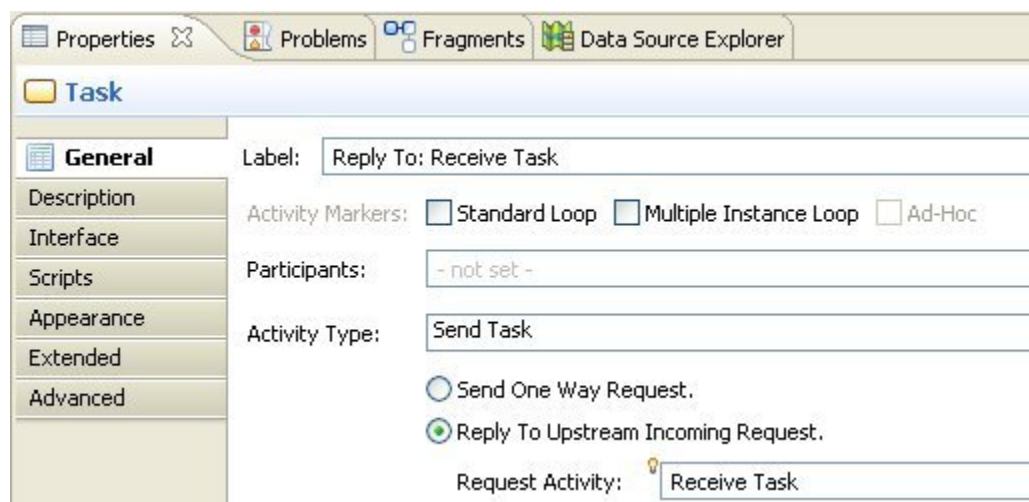 Properties Problems Fragments Data Source Explorer
Task
General
Description
Interface
Scripts
Appearance
Extended
Advanced
Label: Reply To: Receive Task
Activity Markers: Standard Loop Multiple Instance Loop Ad-Hoc
Participants: - not set -
Activity Type: Send Task
Send One Way Request.
Reply To Upstream Incoming Request.
Request Activity: Receive Task